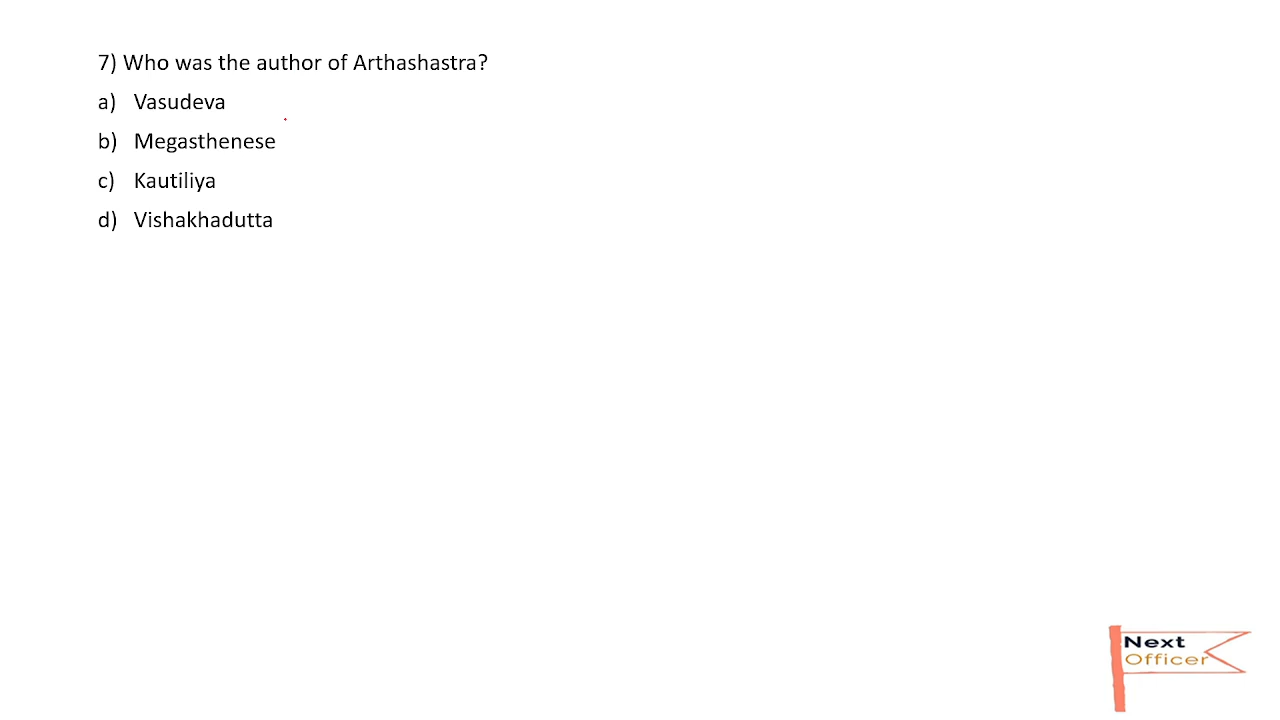 7) Who was the author of Arthashastra?
a) Vasudeva
b) Megasthenese
c) Kautiliya
d) Vishakhadutta
Next
Officer